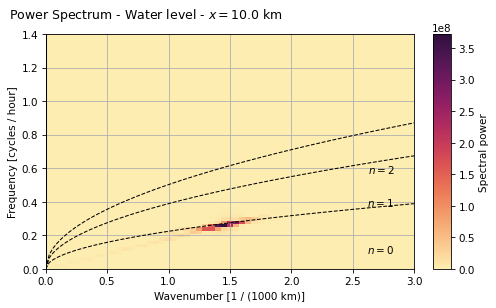 Power Spectrum - Water level - x = 10.0 km
1e8
1.4
1.2
1.0
0.8
0.6
0.4
0.2
0.0
Frequency [cycles / hour]
n = 2
n = 1
n = 0
0.0 0.5 1.0 1.5 2.0 2.5 3.0
Wavenumber [1 / (1000 km)]
3.5
3.0
2.5
2.0
1.5
1.0
0.5
0.0
Spectral power